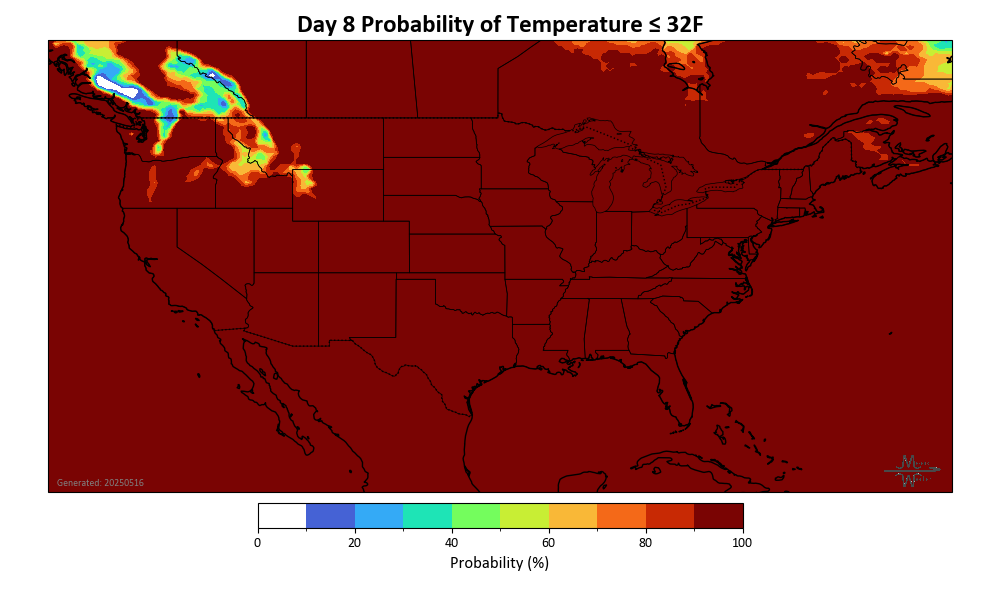 Day 8 Probability of Temperature ≤ 32F
Generated: 20250516
0 20 40 60 80 100
Probability (%)